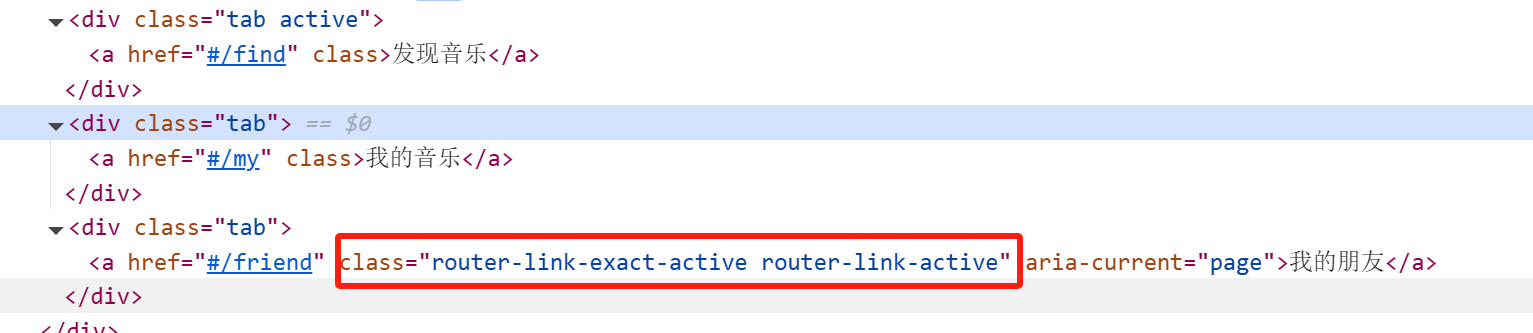 <div class="tab active">
<a href="#/find" class>发现音乐</a>
</div>
<div class="tab"> == $0
<a href="#/my" class>我的音乐</a>
</div>
<div class="tab">
<a href="#/friend" class="router-link-exact-active router-link-active" aria-current="page">我的朋友</a>
</div>
</div>